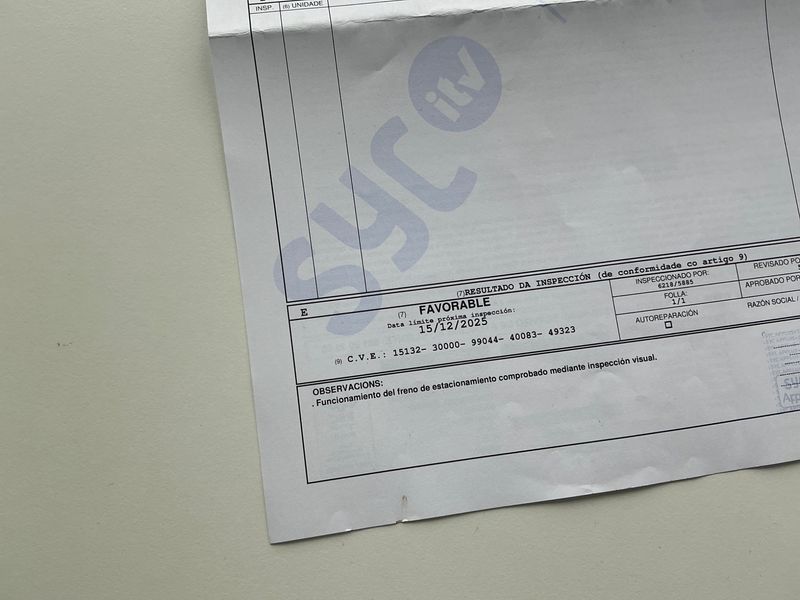 INSP. (6) UNIDADE
SYC itv
(7)RESULTADO DA INSPECCIÓN (de conformidade co artigo 9)
E
(7) FAVORABLE
Data límite próxima inspección:
15/12/2025
(9) C.V.E.: 15132- 30000- 99044- 40083- 49323
INSPECCIONADO POR:
6218/5885
FOLLA:
1/1
AUTOREPARACIÓN
REVISADO PO
APROBADO POR
RAZÓN SOCIAL /
OBSERVACIONS:
. Funcionamiento del freno de estacionamiento comprobado mediante inspección visual.